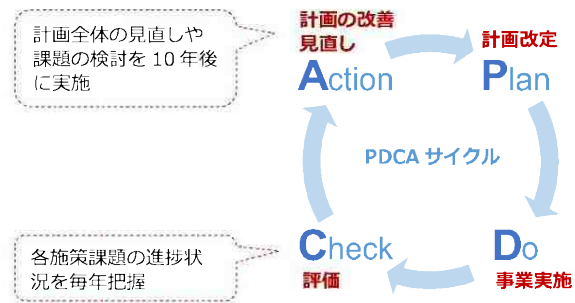 計画全体の見直しや
課題の検討を10年後
に実施
計画の改善
見直し
Action
計画改定
Plan
PDCAサイクル
各施策課題の進捗状
況を毎年把握
Check
評価
Do
事業実施